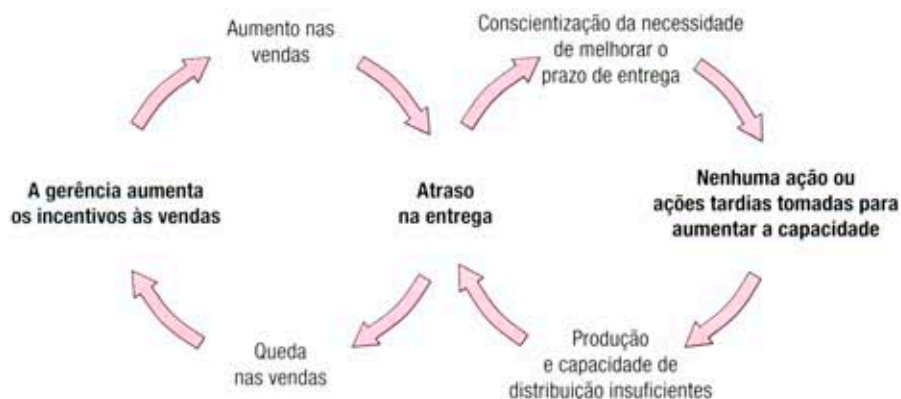 Aumento nas
vendas
Conscientização da necessidade
de melhorar o
prazo de entrega
A gerência aumenta
os incentivos às vendas
Atraso
na entrega
Nenhuma ação ou
ações tardias tomadas para
aumentar a capacidade
Queda
nas vendas
Produção
e capacidade de
distribuição insuficientes